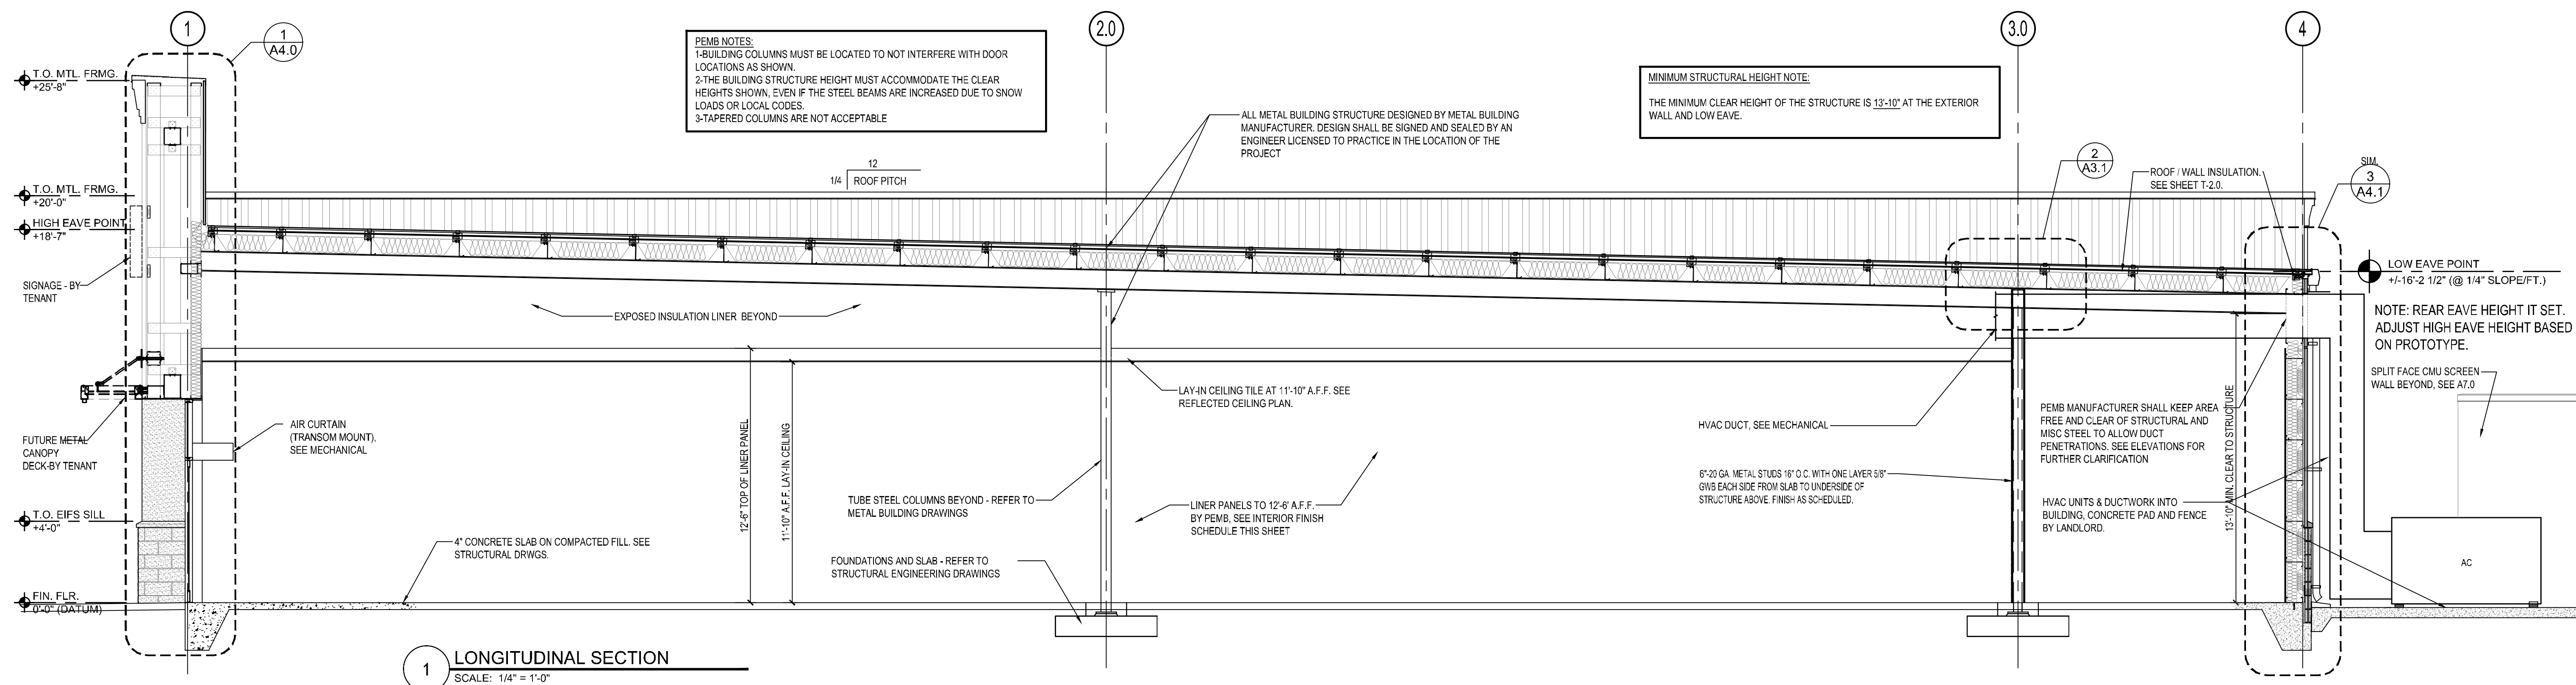 1
2.0
3.0
4
1
A4.0
T.O. MTL. FRMG.
+25'-8"
T.O. MTL. FRMG.
+20'-0"
HIGH EAVE POINT
+18'-7"
SIGNAGE - BY
TENANT
FUTURE METAL
CANOPY
DECK-BY TENANT
T.O. EIFS SILL
+4'-0"
FIN. FLR.
0'-0" (DATUM)
PEMB NOTES:
1-BUILDING COLUMNS MUST BE LOCATED TO NOT INTERFERE WITH DOOR
LOCATIONS AS SHOWN.
2-THE BUILDING STRUCTURE HEIGHT MUST ACCOMMODATE THE CLEAR
HEIGHTS SHOWN, EVEN IF THE STEEL BEAMS ARE INCREASED DUE TO SNOW
LOADS OR LOCAL CODES.
3-TAPERED COLUMNS ARE NOT ACCEPTABLE
12
1/4 ROOF PITCH
ALL METAL BUILDING STRUCTURE DESIGNED BY METAL BUILDING
MANUFACTURER. DESIGN SHALL BE SIGNED AND SEALED BY AN
ENGINEER LICENSED TO PRACTICE IN THE LOCATION OF THE
PROJECT
MINIMUM STRUCTURAL HEIGHT NOTE:
THE MINIMUM CLEAR HEIGHT OF THE STRUCTURE IS 13'-10" AT THE EXTERIOR
WALL AND LOW EAVE.
2
A3.1
ROOF / WALL INSULATION.
SEE SHEET T-2.0.
SIM.
3
A4.1
LOW EAVE POINT
+/-16'-2 1/2" (@ 1/4" SLOPE/FT.)
NOTE: REAR EAVE HEIGHT IT SET.
ADJUST HIGH EAVE HEIGHT BASED
ON PROTOTYPE.
SPLIT FACE CMU SCREEN
WALL BEYOND, SEE A7.0
EXPOSED INSULATION LINER BEYOND
LAY-IN CEILING TILE AT 11'-10" A.F.F. SEE
REFLECTED CEILING PLAN.
AIR CURTAIN
(TRANSOM MOUNT).
SEE MECHANICAL
12'-6" TOP OF LINER PANEL
11'-10" A.F.F. LAY-IN CEILING
HVAC DUCT, SEE MECHANICAL
PEMB MANUFACTURER SHALL KEEP AREA
FREE AND CLEAR OF STRUCTURAL AND
MISC STEEL TO ALLOW DUCT
PENETRATIONS. SEE ELEVATIONS FOR
FURTHER CLARIFICATION
13'-10" MIN. CLEAR TO STRUCTURE
6"-20 GA. METAL STUDS 16" O.C. WITH ONE LAYER 5/8"
GWB EACH SIDE FROM SLAB TO UNDERSIDE OF
STRUCTURE ABOVE. FINISH AS SCHEDULED.
TUBE STEEL COLUMNS BEYOND - REFER TO
METAL BUILDING DRAWINGS
LINER PANELS TO 12'-6' A.F.F.
BY PEMB, SEE INTERIOR FINISH
SCHEDULE THIS SHEET
HVAC UNITS & DUCTWORK INTO
BUILDING, CONCRETE PAD AND FENCE
BY LANDLORD.
4" CONCRETE SLAB ON COMPACTED FILL. SEE
STRUCTURAL DRWGS.
FOUNDATIONS AND SLAB - REFER TO
STRUCTURAL ENGINEERING DRAWINGS
AC
1
LONGITUDINAL SECTION
SCALE: 1/4" = 1'-0"